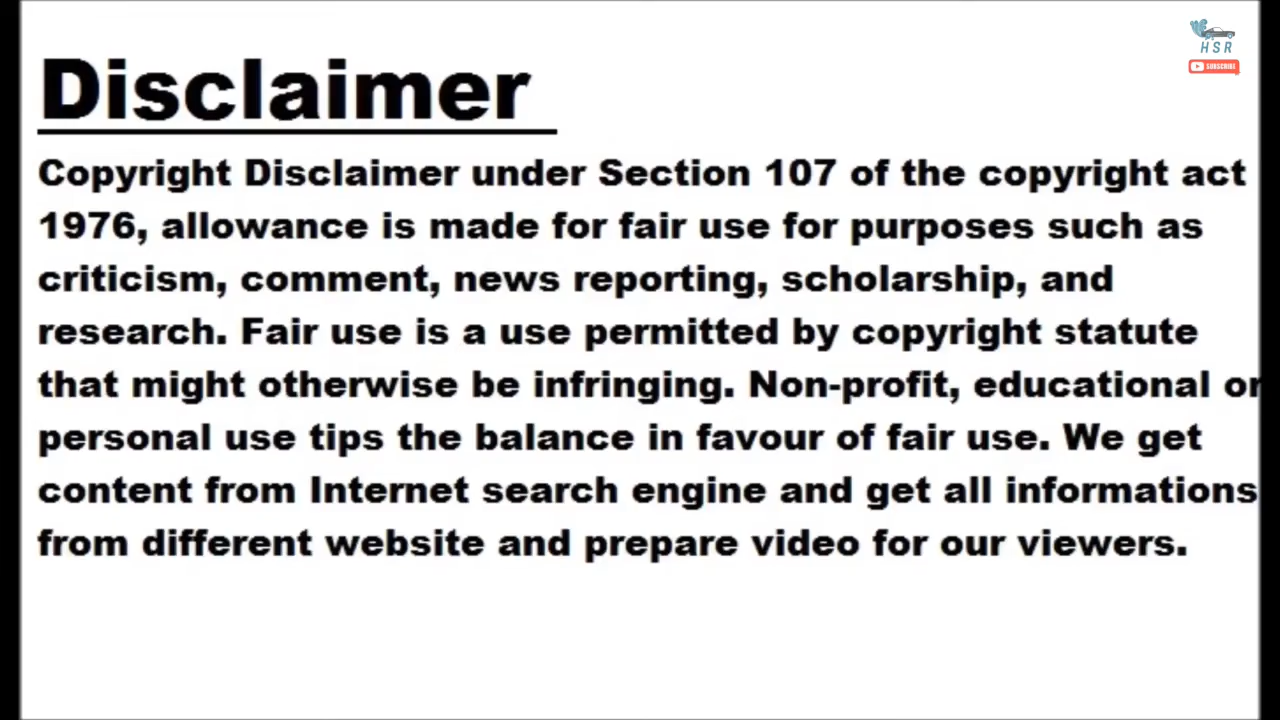 HSR
SUBSCRIBE
Disclaimer
Copyright Disclaimer under Section 107 of the copyright act
1976, allowance is made for fair use for purposes such as
criticism, comment, news reporting, scholarship, and
research. Fair use is a use permitted by copyright statute
that might otherwise be infringing. Non-profit, educational or
personal use tips the balance in favour of fair use. We get
content from Internet search engine and get all informations
from different website and prepare video for our viewers.